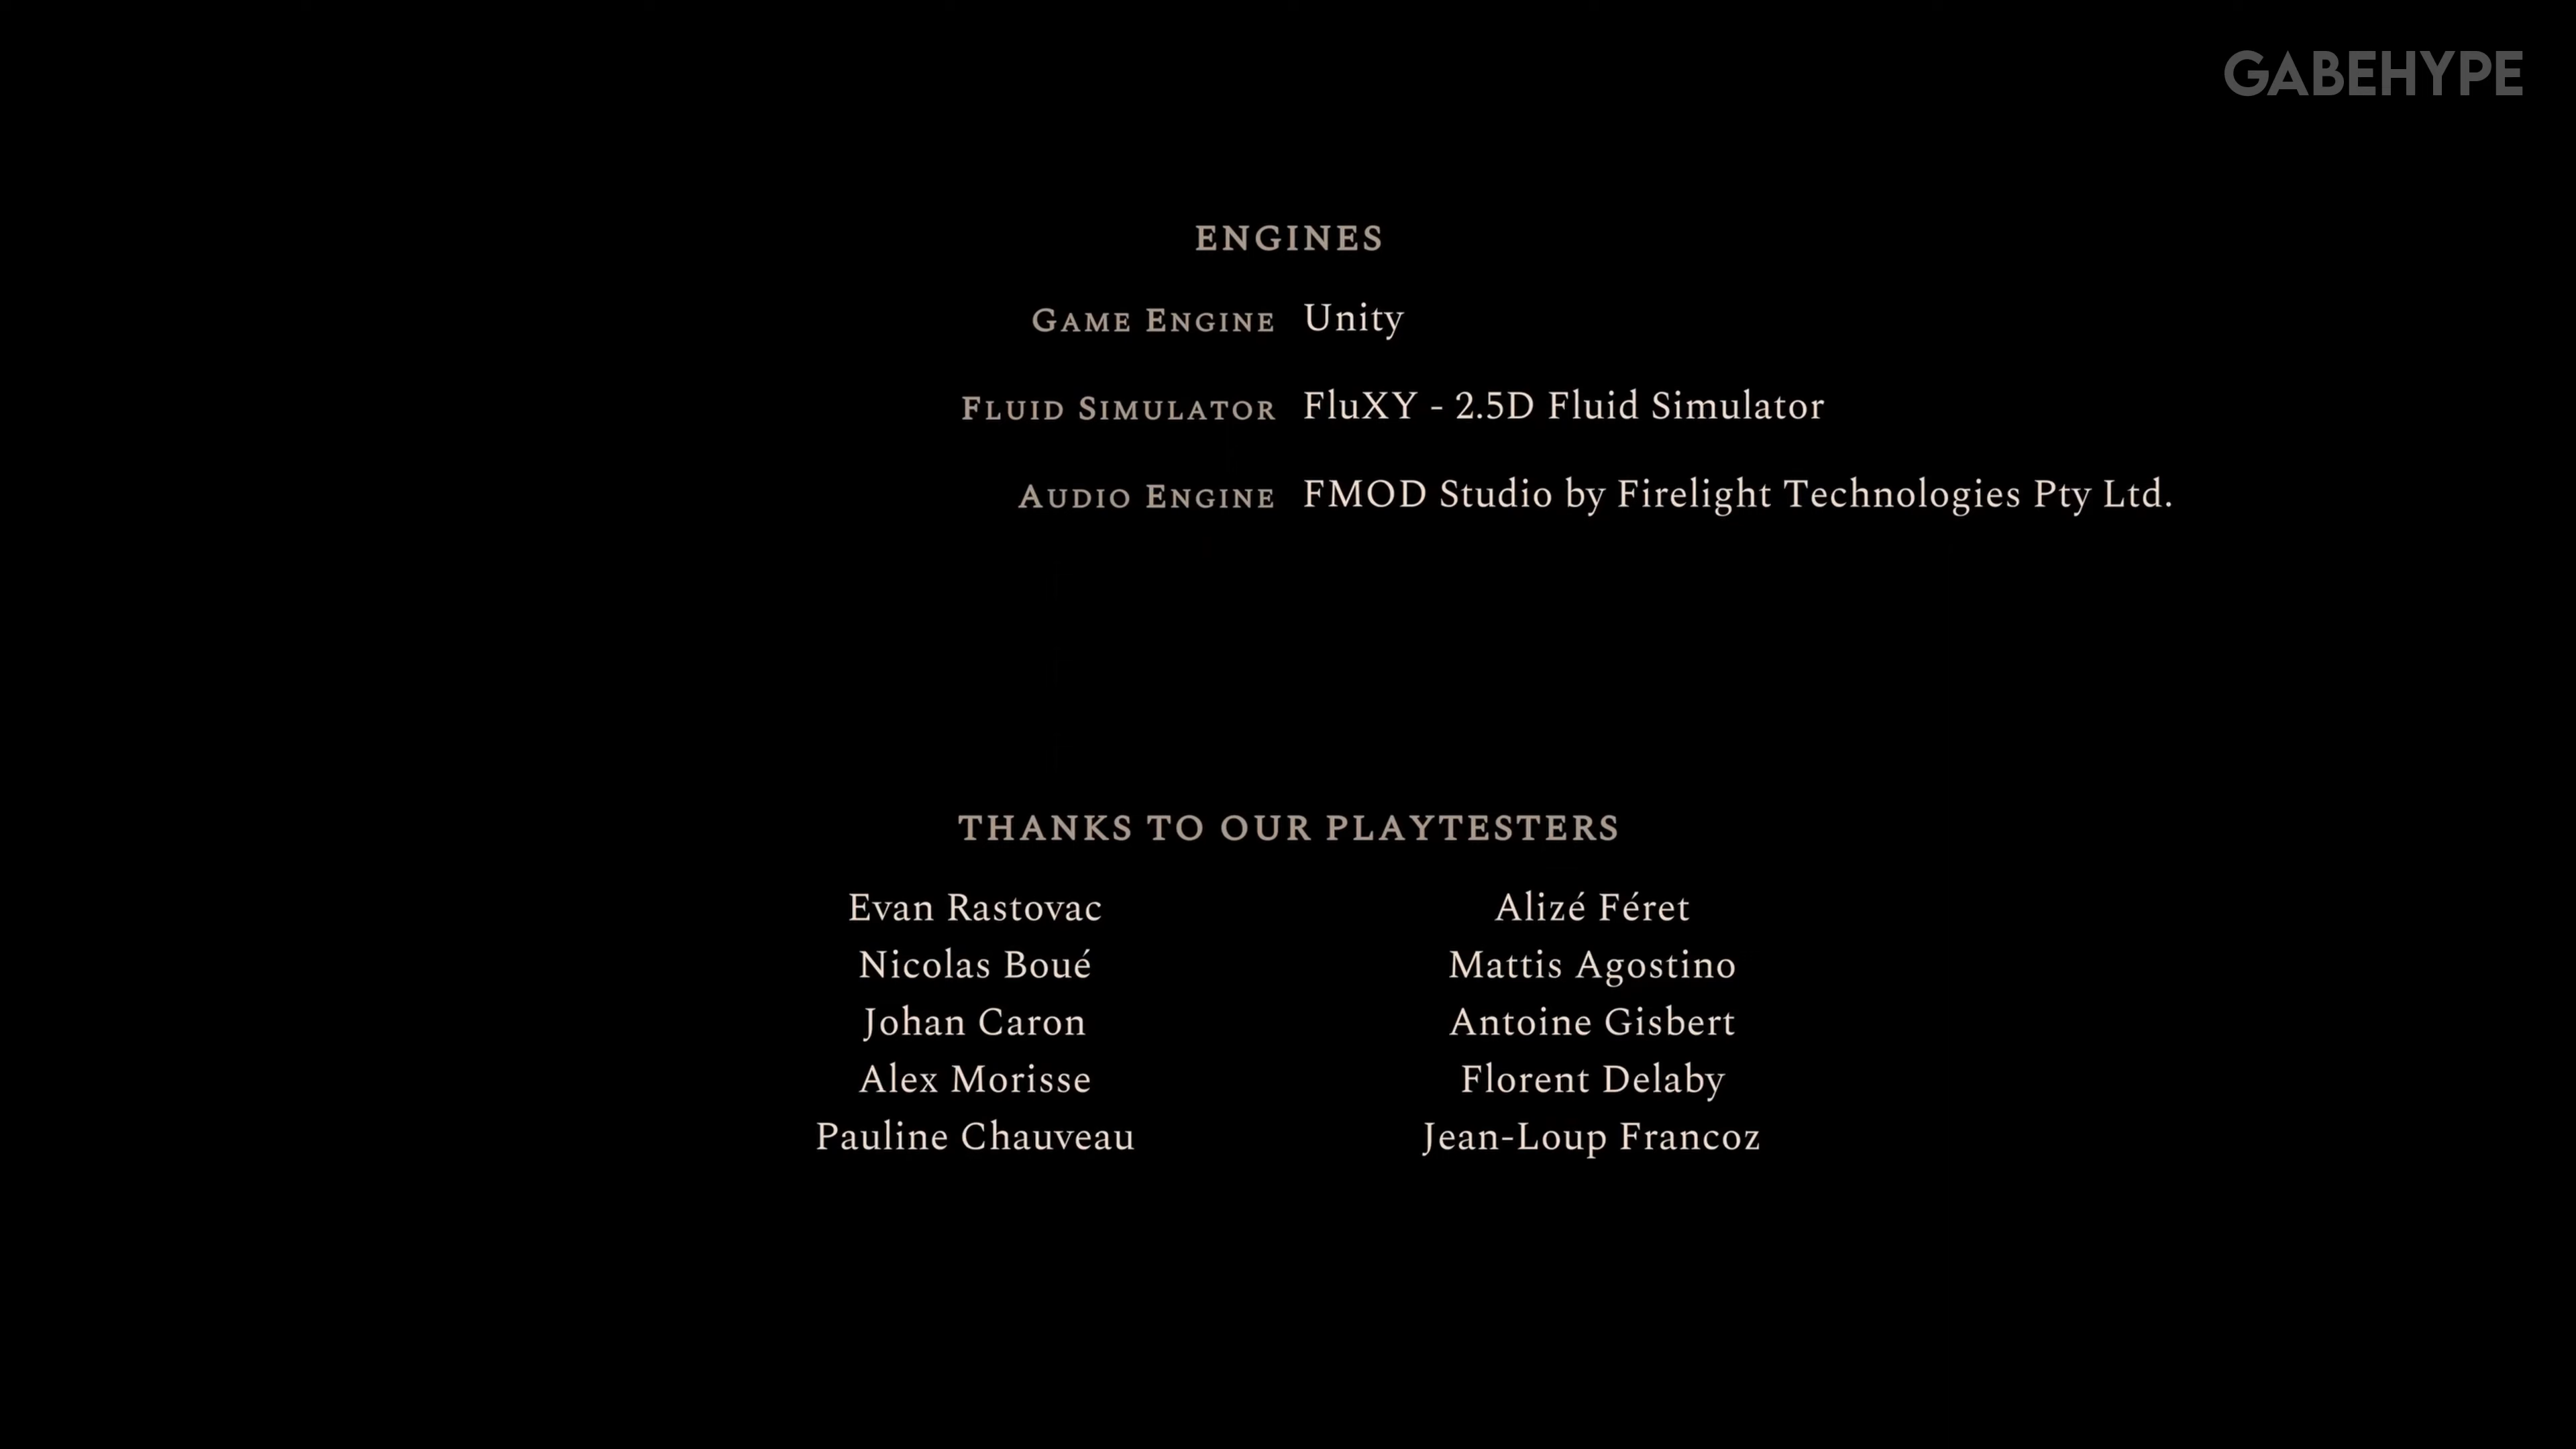 GABEHYPE
ENGINES
GAME ENGINE Unity
FLUID SIMULATOR FluXY - 2.5D Fluid Simulator
AUDIO ENGINE FMOD Studio by Firelight Technologies Pty Ltd.
THANKS TO OUR PLAYTESTERS
Evan Rastovac Alizé Féret
Nicolas Boué Mattis Agostino
Johan Caron Antoine Gisbert
Alex Morisse Florent Delaby
Pauline Chauveau Jean-Loup Francoz